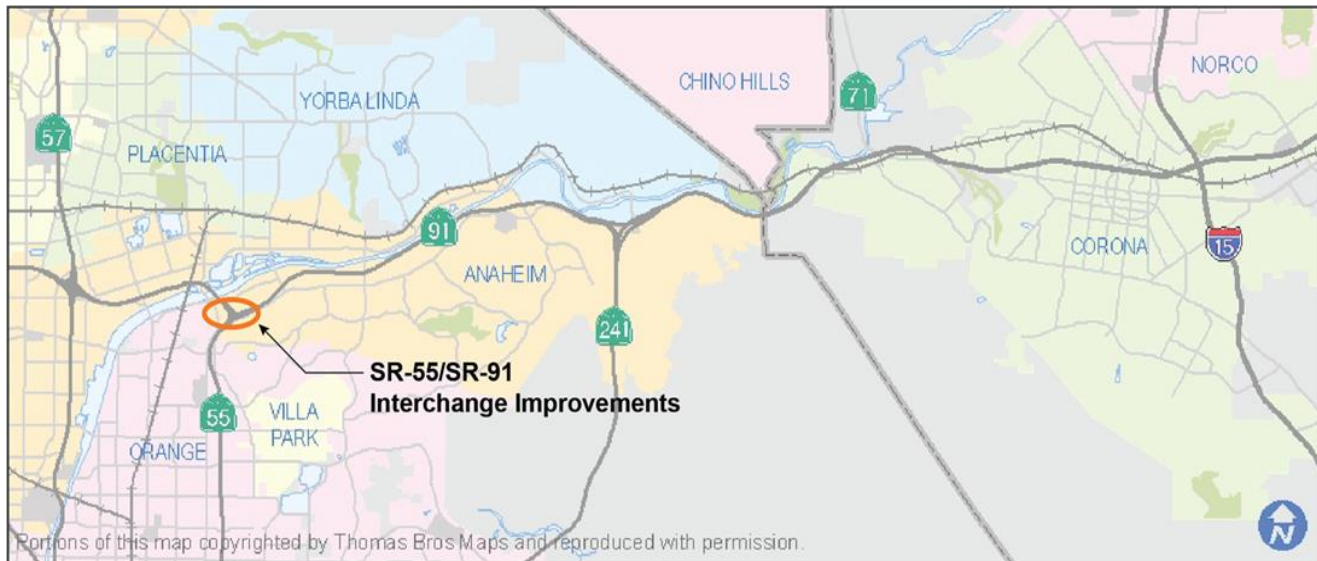 CHINO HILLS
NORCO
71
YORBA LINDA
57
PLACENTIA
91
15
CORONA
ANAHEIM
241
SR-55/SR-91
Interchange Improvements
55
VILLA
PARK
ORANGE
N
Portions of this map copyrighted by Thomas Bros Maps and reproduced with permission.